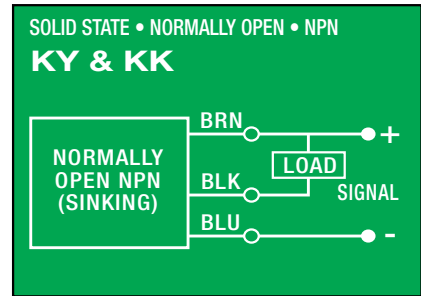 SOLID STATE • NORMALLY OPEN • NPN
KY & KK
BRN
+
NORMALLY
OPEN NPN
(SINKING)
LOAD
BLK
SIGNAL
BLU
-